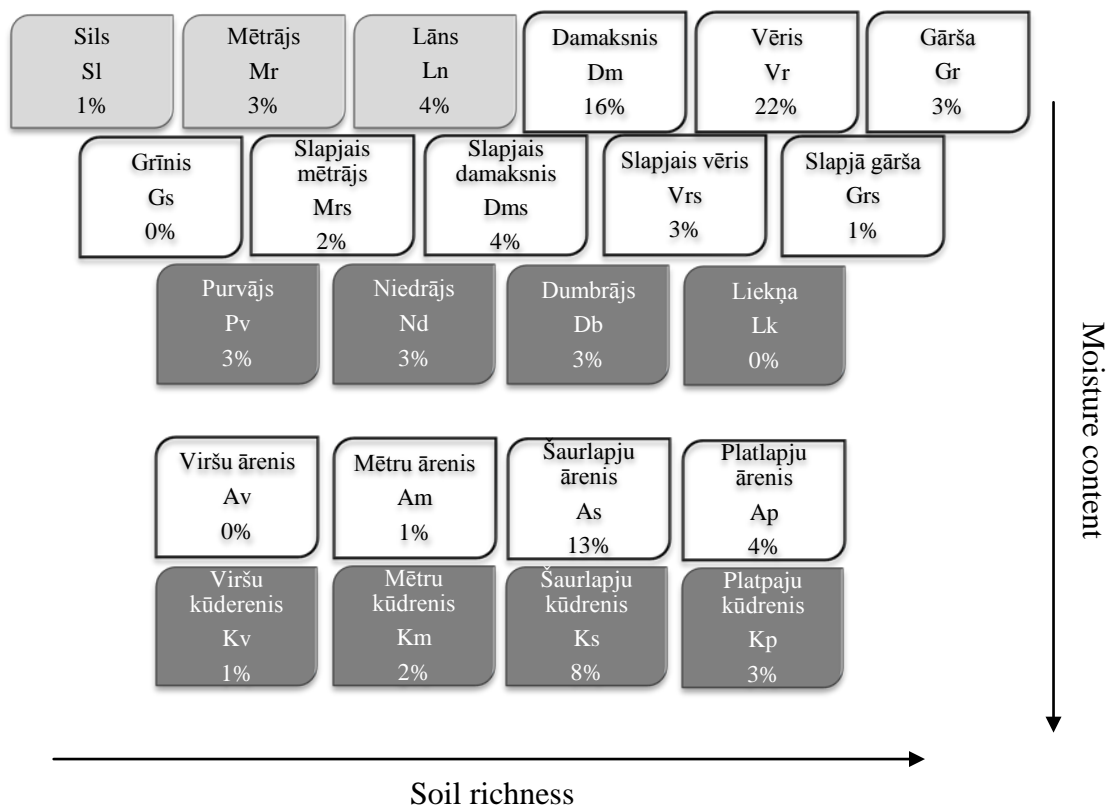 Sils
Sl
1%
Mētrājs
Mr
3%
Lāns
Ln
4%
Damaksnis
Dm
16%
Vēris
Vr
22%
Gārša
Gr
3%
Grīnis
Gs
0%
Slapjais
mētrājs
Mrs
2%
Slapjais
damaksnis
Dms
4%
Slapjais vēris
Vrs
3%
Slapjā gārša
Grs
1%
Purvājs
Pv
3%
Niedrājs
Nd
3%
Dumbrājs
Db
3%
Liekņa
Lk
0%
Viršu ārenis
Av
0%
Mētru ārenis
Am
1%
Šaurlapju
ārenis
As
13%
Platlapju
ārenis
Ap
4%
Viršu
kūderenis
Kv
1%
Mētru
kūdrenis
Km
2%
Šaurlapju
kūdrenis
Ks
8%
Platpaju
kūdrenis
Kp
3%
Moisture content
Soil richness